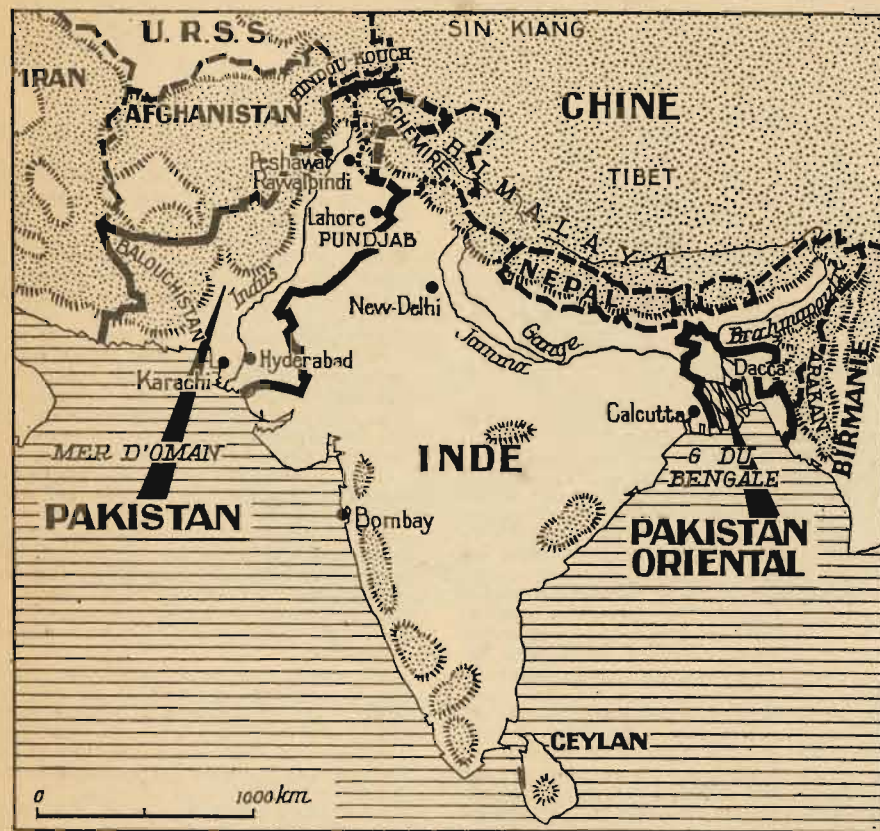 U. R. S. S.
SIN KIANG
IRAN
HINDOU KOUCH
AFGHANISTAN
CACHEMIRE
CHINE
Peshawar
Rawalpindi
HIMALAYA
TIBET
Lahore
PUNDJAB
BALOUCHISTAN
Indus
NEPAL
New-Delhi
Gange
Jamna
Brahmapoutre
Hyderabad
Karachi
Dacca
ARAKAN
BIRMANIE
Calcutta
MER D'OMAN
INDE
G DU
BENGALE
PAKISTAN
Bombay
PAKISTAN
ORIENTAL
CEYLAN
0 1000 km